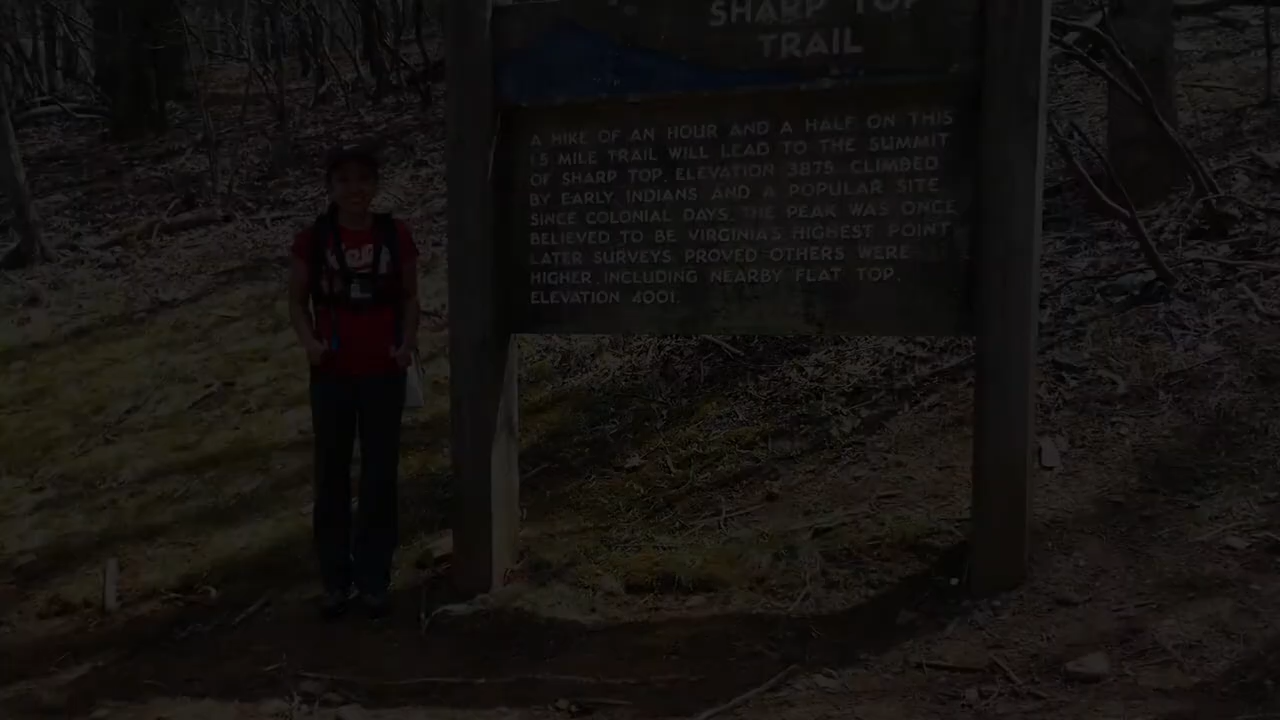 SHARP TOP
TRAIL
A HIKE OF AN HOUR AND A HALF ON THIS
1.5 MILE TRAIL WILL LEAD TO THE SUMMIT
OF SHARP TOP, ELEVATION 3875. CLIMBED
BY EARLY INDIANS AND A POPULAR SITE
SINCE COLONIAL DAYS, THE PEAK WAS ONCE
BELIEVED TO BE VIRGINIA'S HIGHEST POINT.
LATER SURVEYS PROVED OTHERS WERE
HIGHER, INCLUDING NEARBY FLAT TOP,
ELEVATION 4001.